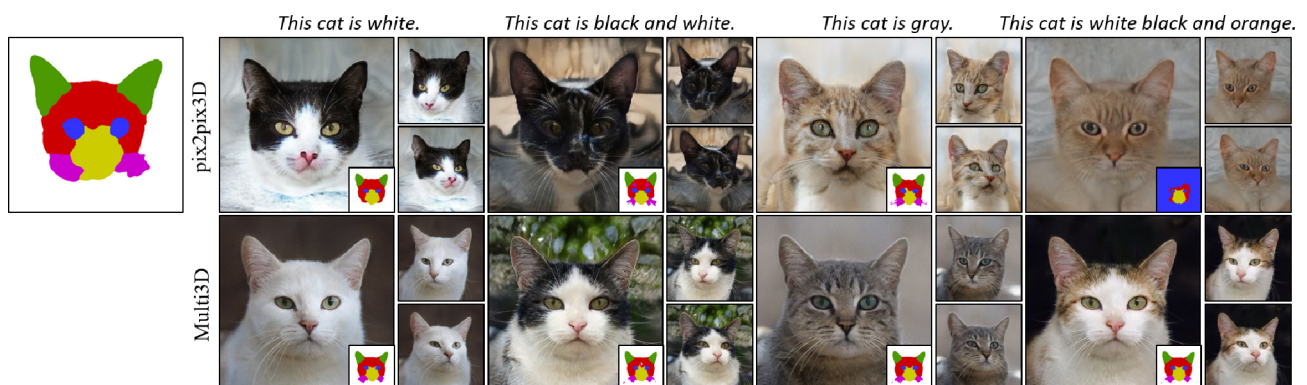 This cat is white.
This cat is black and white.
This cat is gray.
This cat is white black and orange.
pix2pix3D
Multi3D